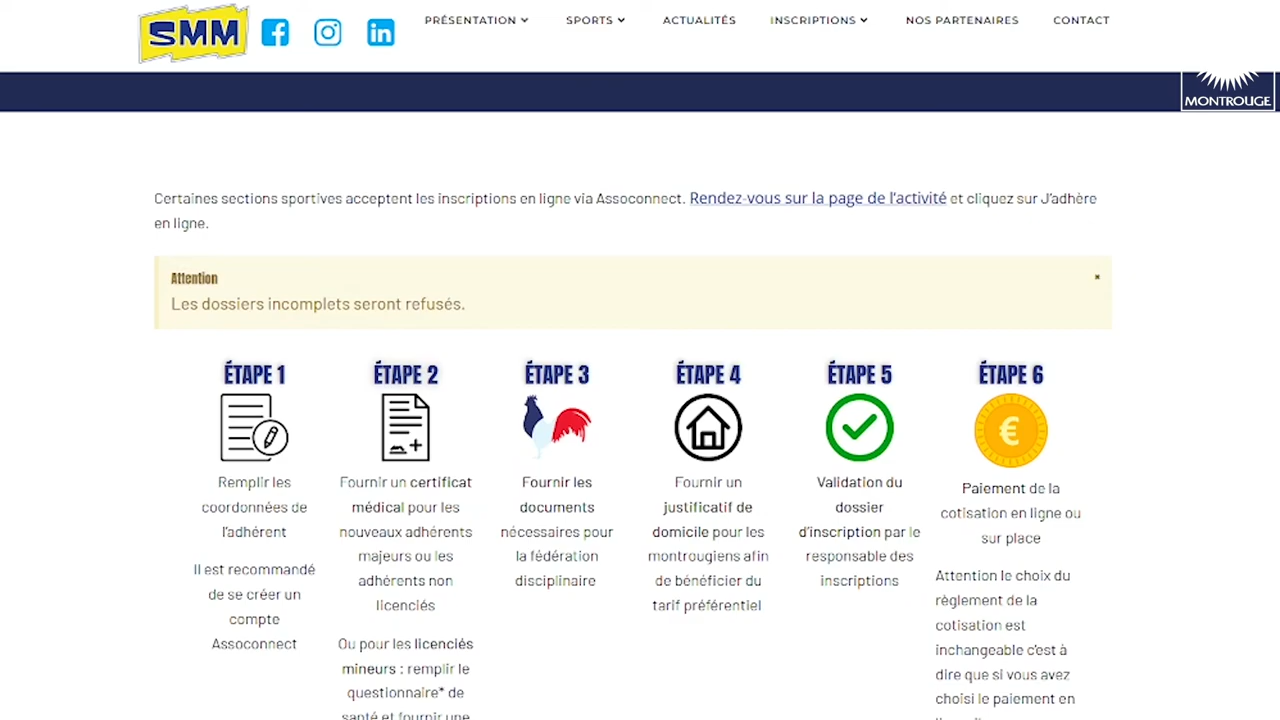 SMM
PRÉSENTATION
SPORTS
ACTUALITÉS
INSCRIPTIONS
NOS PARTENAIRES
CONTACT
MONTROUGE
Certaines sections sportives acceptent les inscriptions en ligne via Assoconnect. Rendez-vous sur la page de l'activité et cliquez sur J'adhère
en ligne.
Attention
×
Les dossiers incomplets seront refusés.
ÉTAPE 1
Remplir les
coordonnées de
l'adhérent
Il est recommandé
de se créer un
compte
Assoconnect
ÉTAPE 2
Fournir un certificat
médical pour les
nouveaux adhérents
majeurs ou les
adhérents non
licenciés
Ou pour les licenciés
mineurs : remplir le
questionnaire* de
santé et fournir une
ÉTAPE 3
Fournir les
documents
nécessaires pour
la fédération
disciplinaire
ÉTAPE 4
Fournir un
justificatif de
domicile pour les
montrougiens afin
de bénéficier du
tarif préférentiel
ÉTAPE 5
Validation du
dossier
d'inscription par le
responsable des
inscriptions
ÉTAPE 6
€
Paiement de la
cotisation en ligne ou
sur place
Attention le choix du
règlement de la
cotisation est
inchangeable c'est à
dire que si vous avez
choisi le paiement en